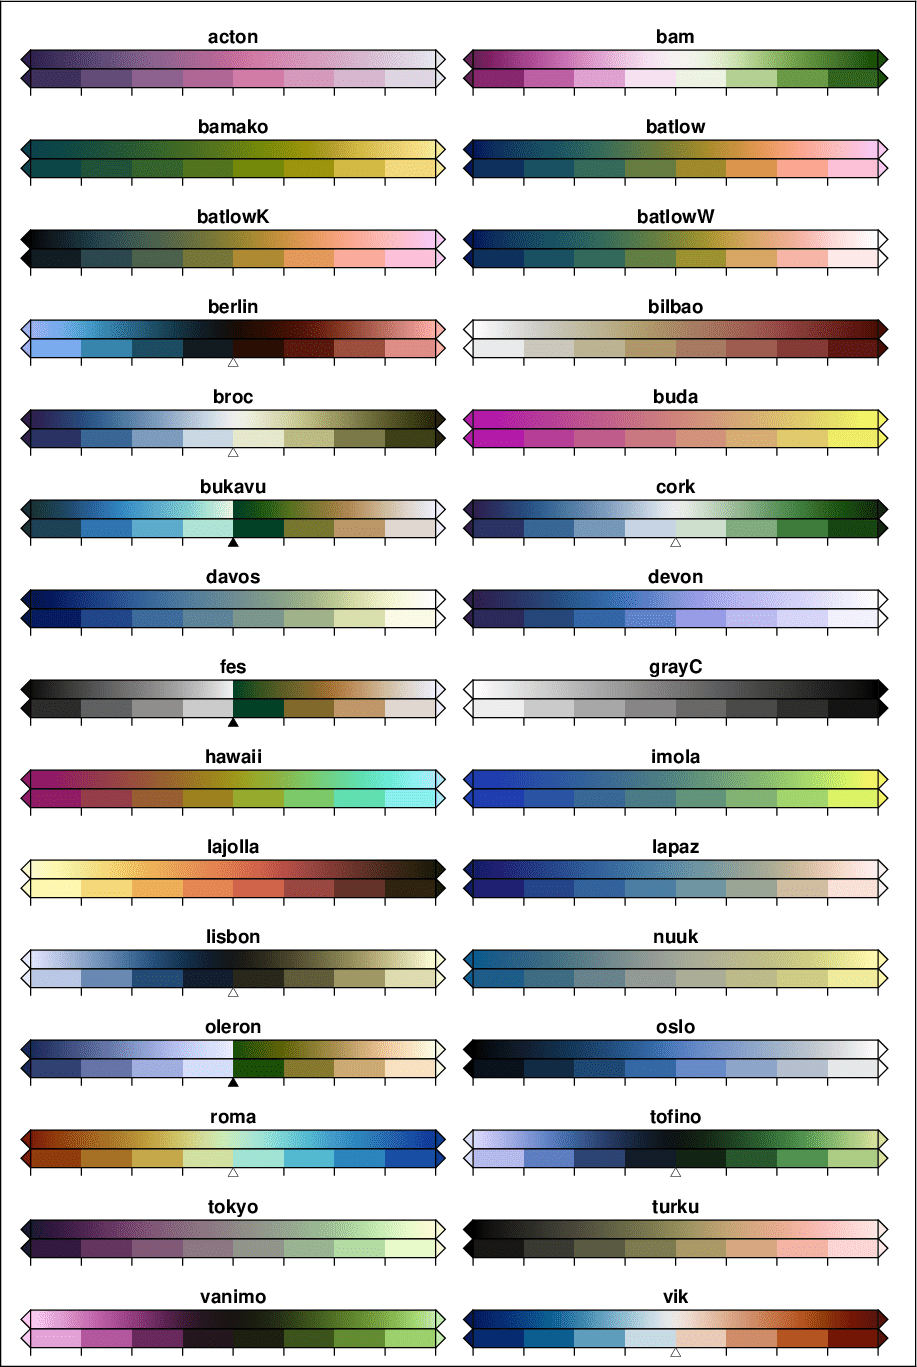 acton
bam
bamako
batlow
batlowK
batlowW
berlin
bilbao
broc
buda
bukavu
cork
davos
devon
fes
grayC
hawaii
imola
lajolla
lapaz
lisbon
nuuk
oleron
oslo
roma
tofino
tokyo
turku
vanimo
vik